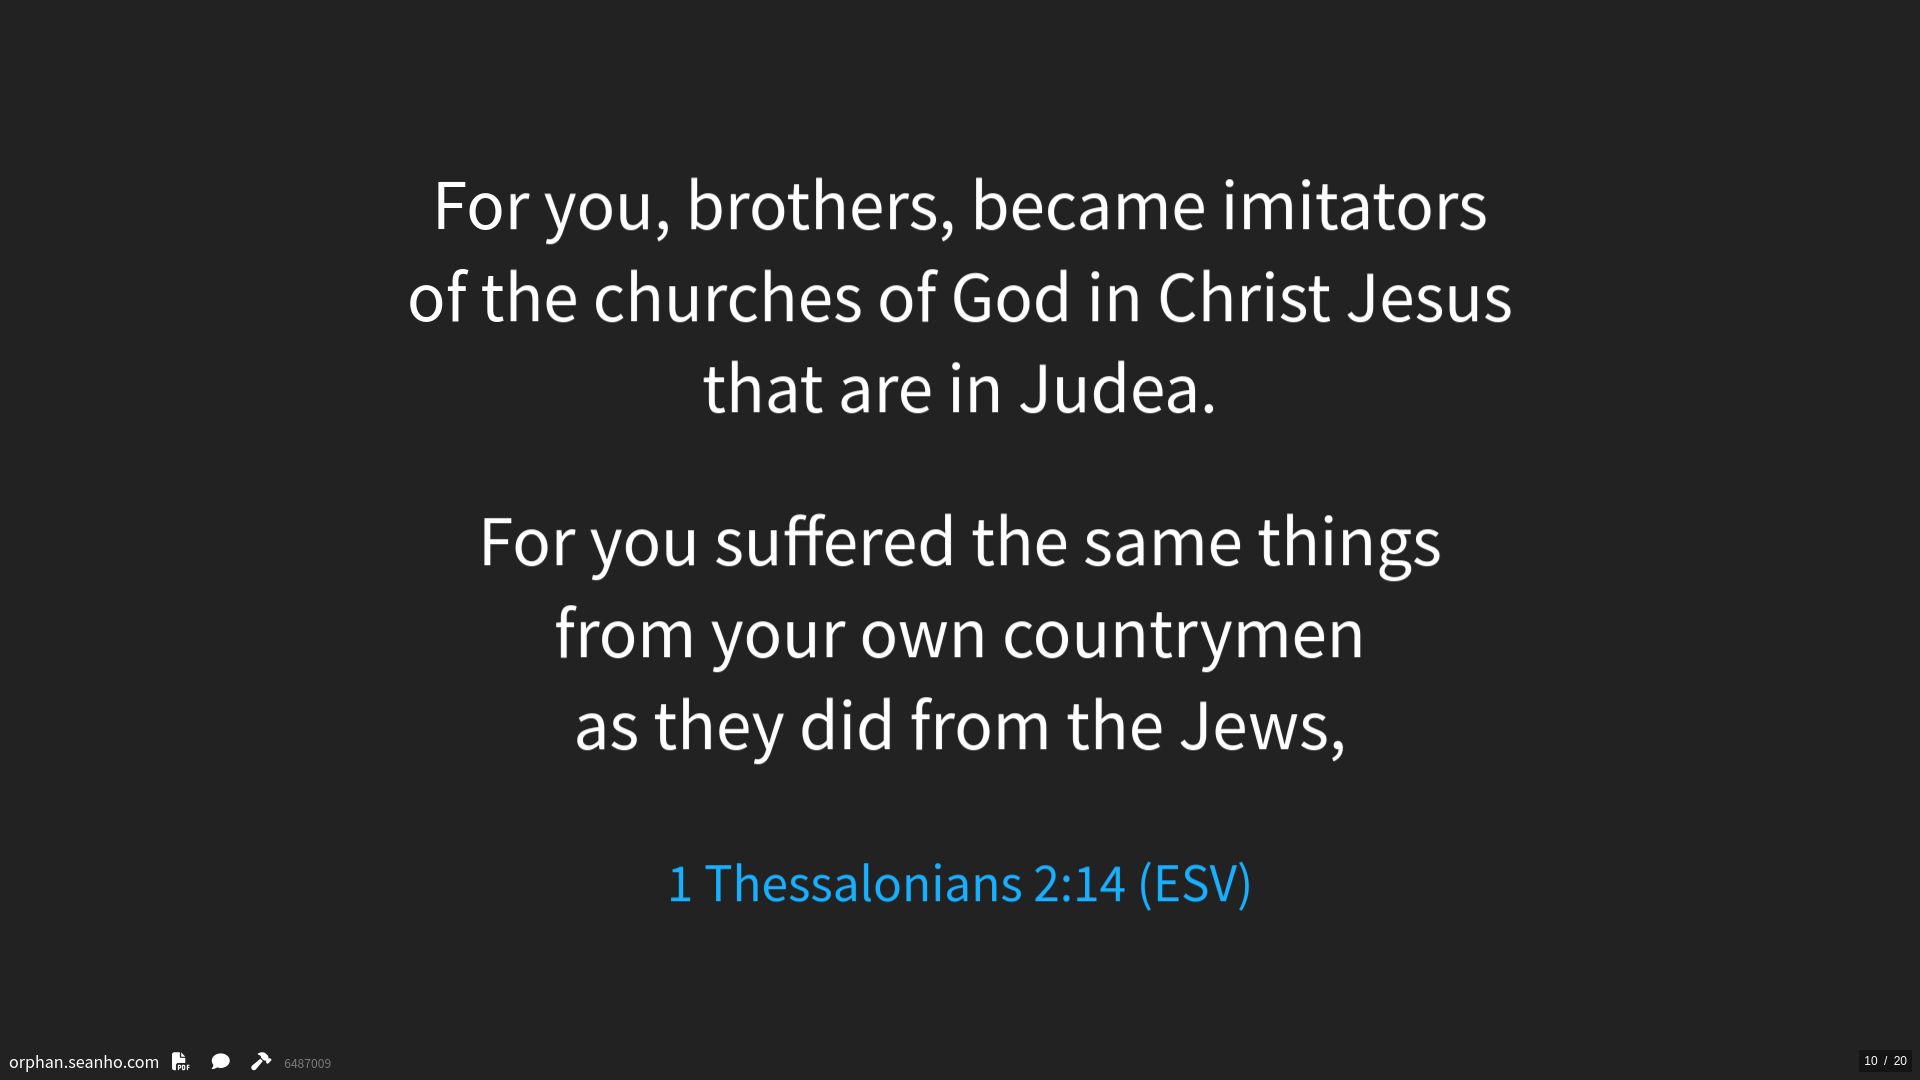 For you, brothers, became imitators
of the churches of God in Christ Jesus
that are in Judea.
For you suffered the same things
from your own countrymen
as they did from the Jews,
1 Thessalonians 2:14 (ESV)
orphan.seanho.com PDF 6487009
10 / 20